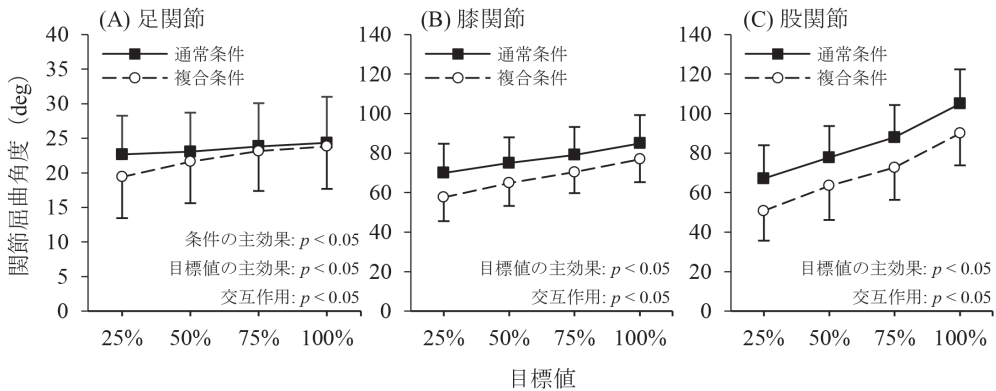 (A) 足関節
40
35
30
25
20
15
10
5
0
通常条件
複合条件
条件の主効果: p < 0.05
目標値の主効果: p < 0.05
交互作用: p < 0.05
25% 50% 75% 100%
関節屈曲角度 (deg)
(B) 膝関節
140
120
100
80
60
40
20
0
通常条件
複合条件
目標値の主効果: p < 0.05
交互作用: p < 0.05
25% 50% 75% 100%
(C) 股関節
140
120
100
80
60
40
20
0
通常条件
複合条件
目標値の主効果: p < 0.05
交互作用: p < 0.05
25% 50% 75% 100%
目標値